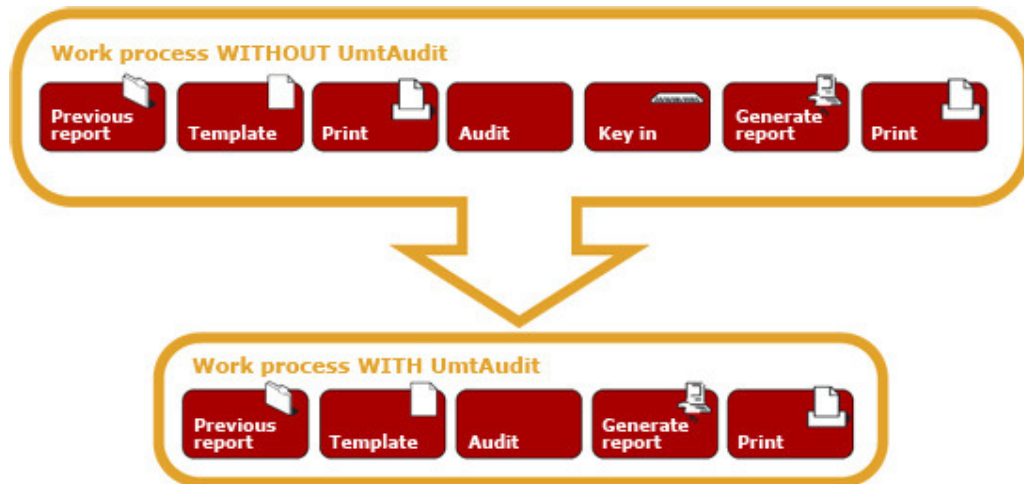 Work process WITHOUT UmtAudit
Previous
report
Template
Print
Audit
Key in
Generate
report
Print
Work process WITH UmtAudit
Previous
report
Template
Audit
Generate
report
Print